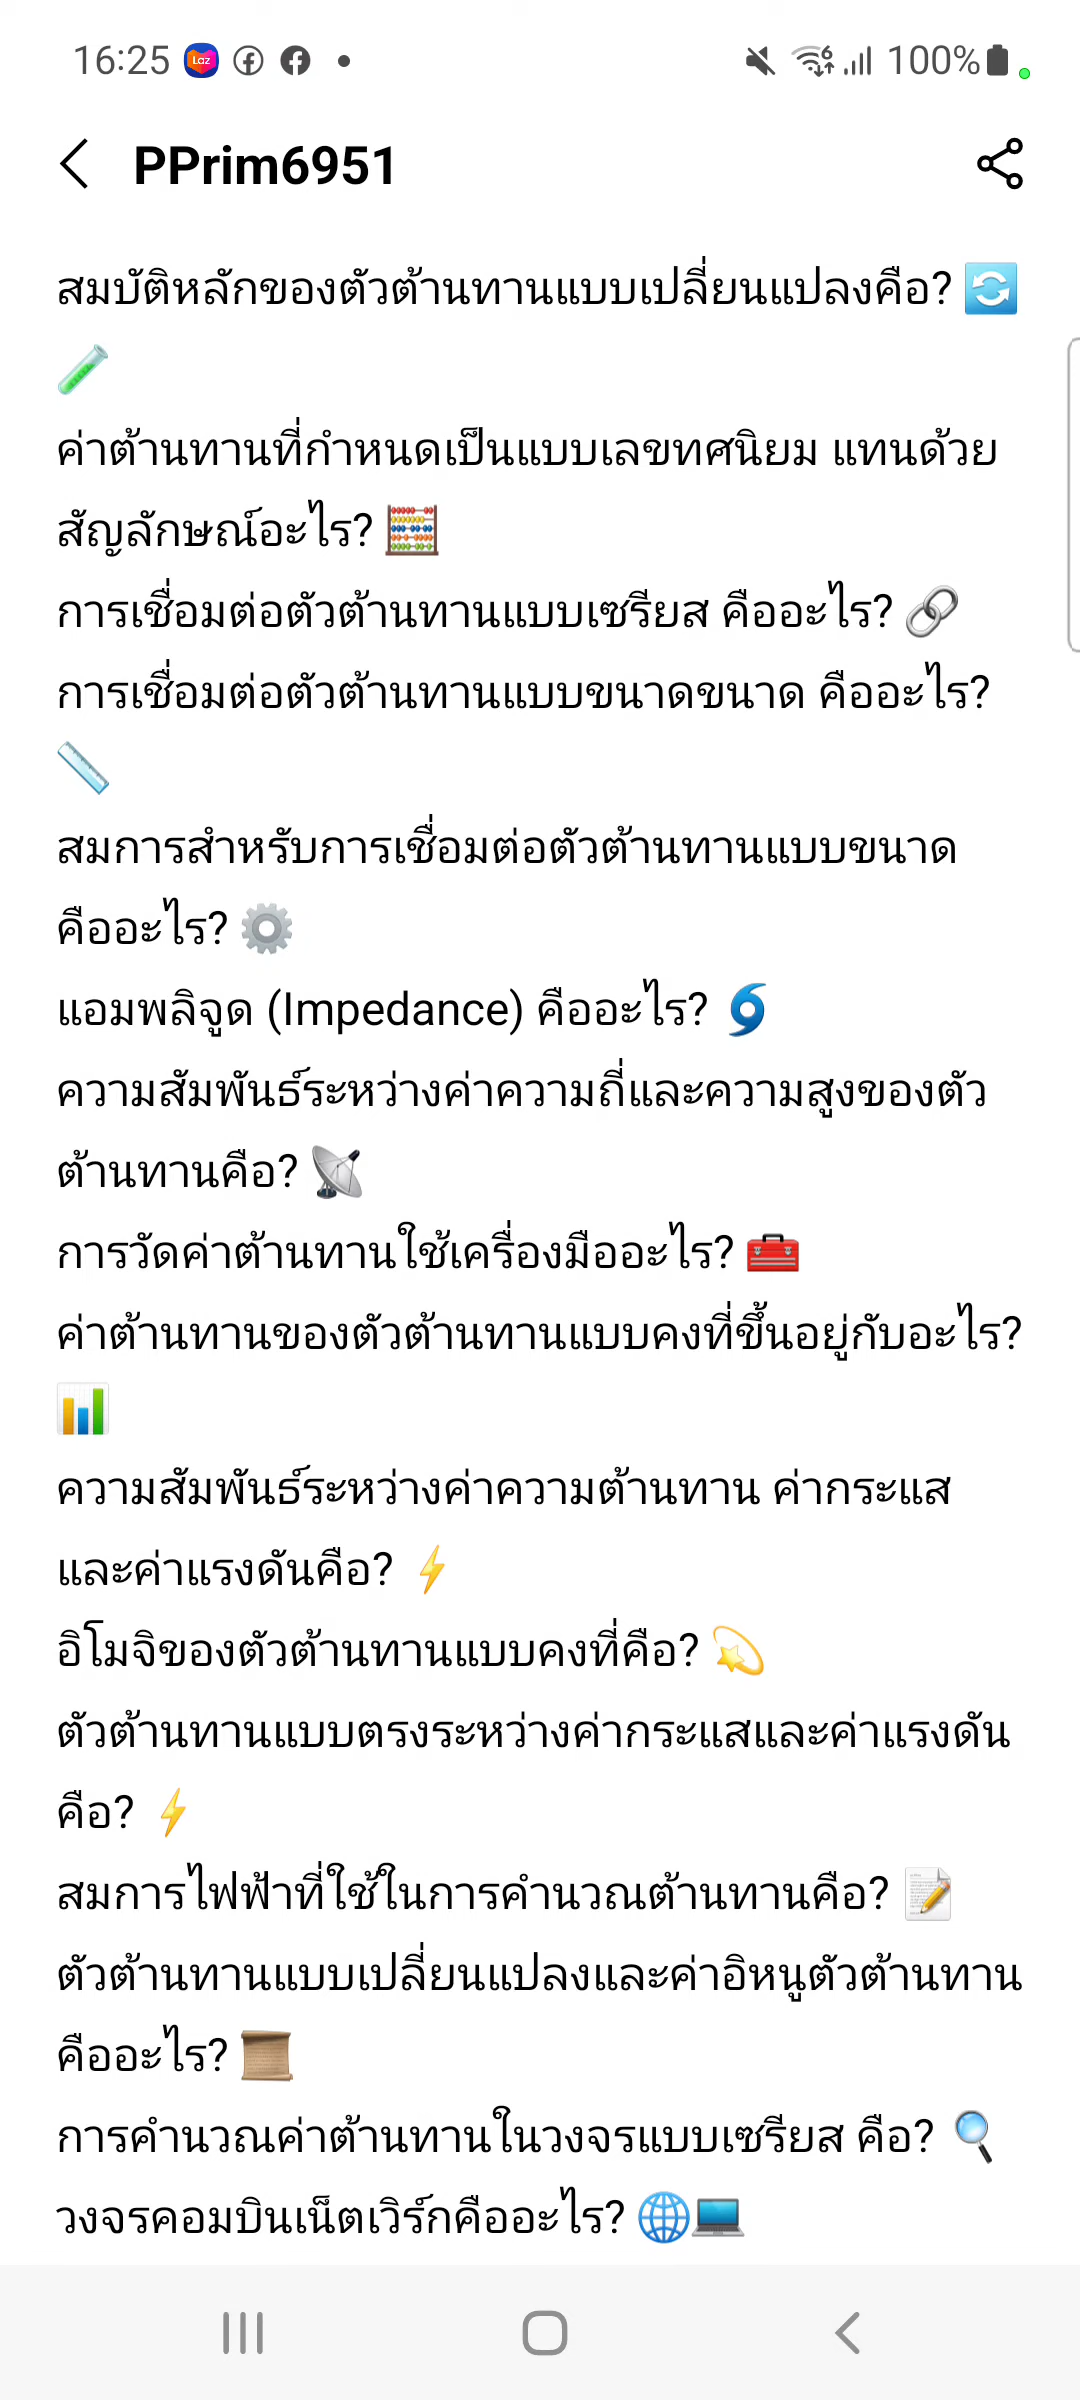 16:25
Laz
100%
PPrim6951
สมบัติหลักของตัวต้านทานแบบเปลี่ยนแปลงคือ? 🔄
🧪
ค่าต้านทานที่กำหนดเป็นแบบเลขทศนิยม แทนด้วย
สัญลักษณ์อะไร? 🧮
การเชื่อมต่อตัวต้านทานแบบเซรียส คืออะไร? 🔗
การเชื่อมต่อตัวต้านทานแบบขนาดขนาด คืออะไร?
📏
สมการสำหรับการเชื่อมต่อตัวต้านทานแบบขนาด
คืออะไร? ⚙️
แอมพลิจูด (Impedance) คืออะไร? 🌀
ความสัมพันธ์ระหว่างค่าความถี่และความสูงของตัว
ต้านทานคือ? 📡
การวัดค่าต้านทานใช้เครื่องมืออะไร? 🧰
ค่าต้านทานของตัวต้านทานแบบคงที่ขึ้นอยู่กับอะไร?
📊
ความสัมพันธ์ระหว่างค่าความต้านทาน ค่ากระแส
และค่าแรงดันคือ? ⚡
อิโมจิของตัวต้านทานแบบคงที่คือ? 💫
ตัวต้านทานแบบตรงระหว่างค่ากระแสและค่าแรงดัน
คือ? ⚡
สมการไฟฟ้าที่ใช้ในการคำนวณต้านทานคือ? 📝
ตัวต้านทานแบบเปลี่ยนแปลงและค่าอิหนูตัวต้านทาน
คืออะไร? 📜
การคำนวณค่าต้านทานในวงจรแบบเซรียส คือ? 🔍
วงจรคอมบินเน็ตเวิร์กคืออะไร? 🌐💻